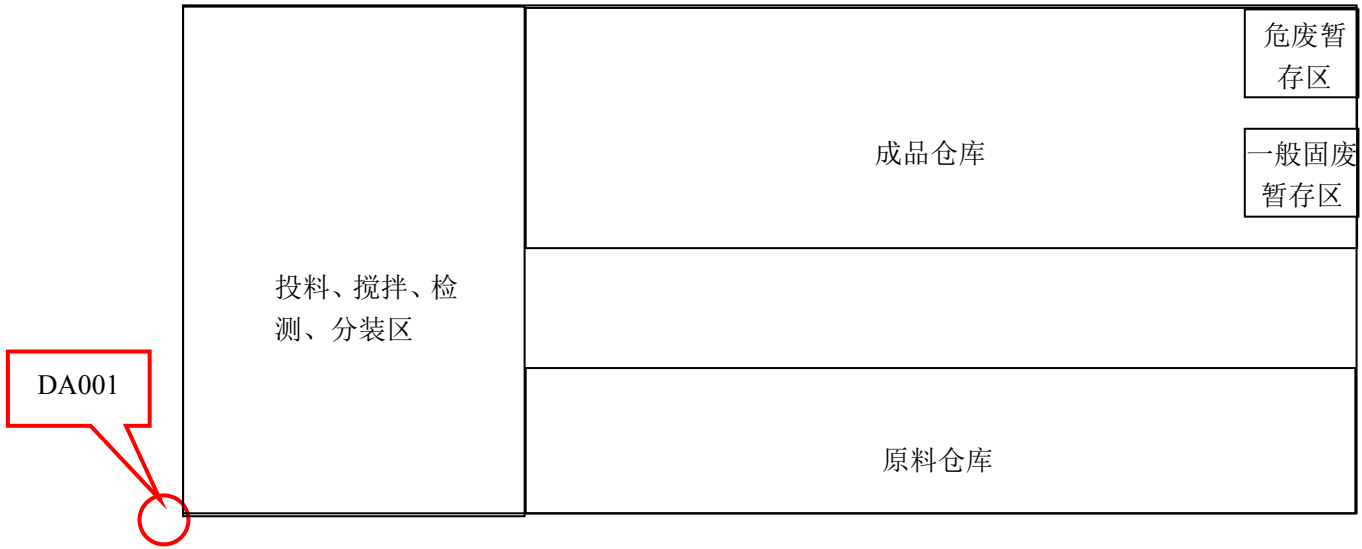 危废暂
存区
成品仓库
一般固废
暂存区
投料、搅拌、检
测、分装区
DA001
原料仓库